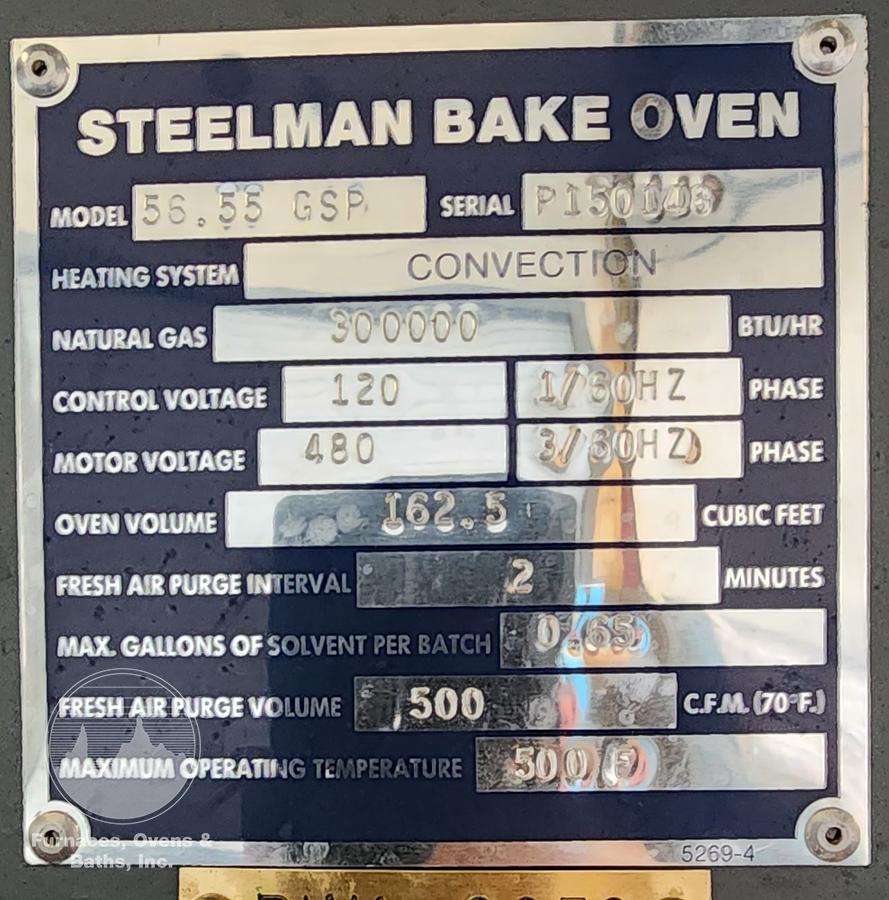 STEELMAN BAKE OVEN
MODEL 56.55 GSP SERIAL P150146
HEATING SYSTEM CONVECTION
NATURAL GAS 300000 BTU/HR
CONTROL VOLTAGE 120 1/60HZ PHASE
MOTOR VOLTAGE 480 3/60HZ PHASE
OVEN VOLUME 162.5 CUBIC FEET
FRESH AIR PURGE INTERVAL 2 MINUTES
MAX. GALLONS OF SOLVENT PER BATCH 0.65
FRESH AIR PURGE VOLUME 500 C.F.M. (70°F.)
MAXIMUM OPERATING TEMPERATURE 500 F
Furnaces, Ovens &
Baths, Inc.
5269-4